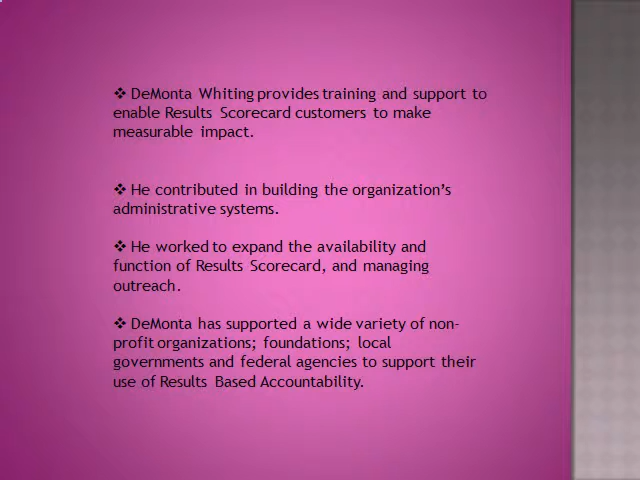 ❖ DeMonta Whiting provides training and support to
enable Results Scorecard customers to make
measurable impact.
❖ He contributed in building the organization’s
administrative systems.
❖ He worked to expand the availability and
function of Results Scorecard, and managing
outreach.
❖ DeMonta has supported a wide variety of non-
profit organizations; foundations; local
governments and federal agencies to support their
use of Results Based Accountability.